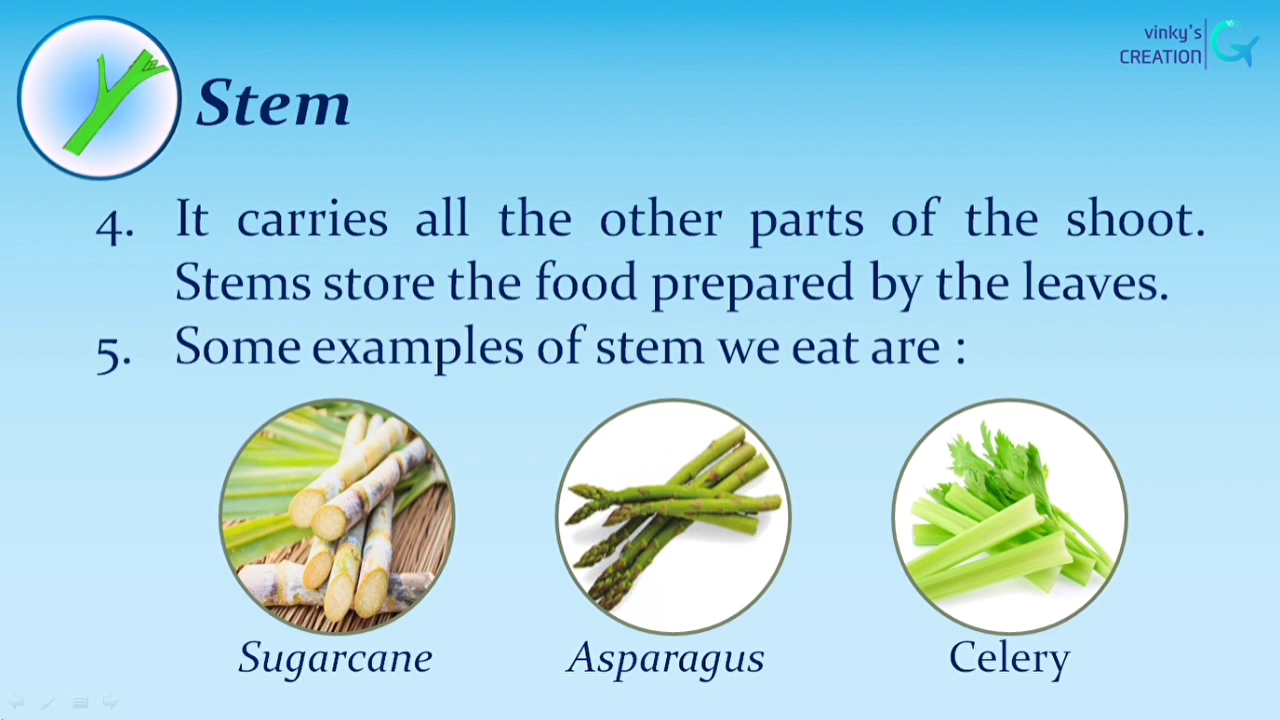 vinky's
CREATION
Stem
4. It carries all the other parts of the shoot.
Stems store the food prepared by the leaves.
5. Some examples of stem we eat are :
Sugarcane Asparagus Celery